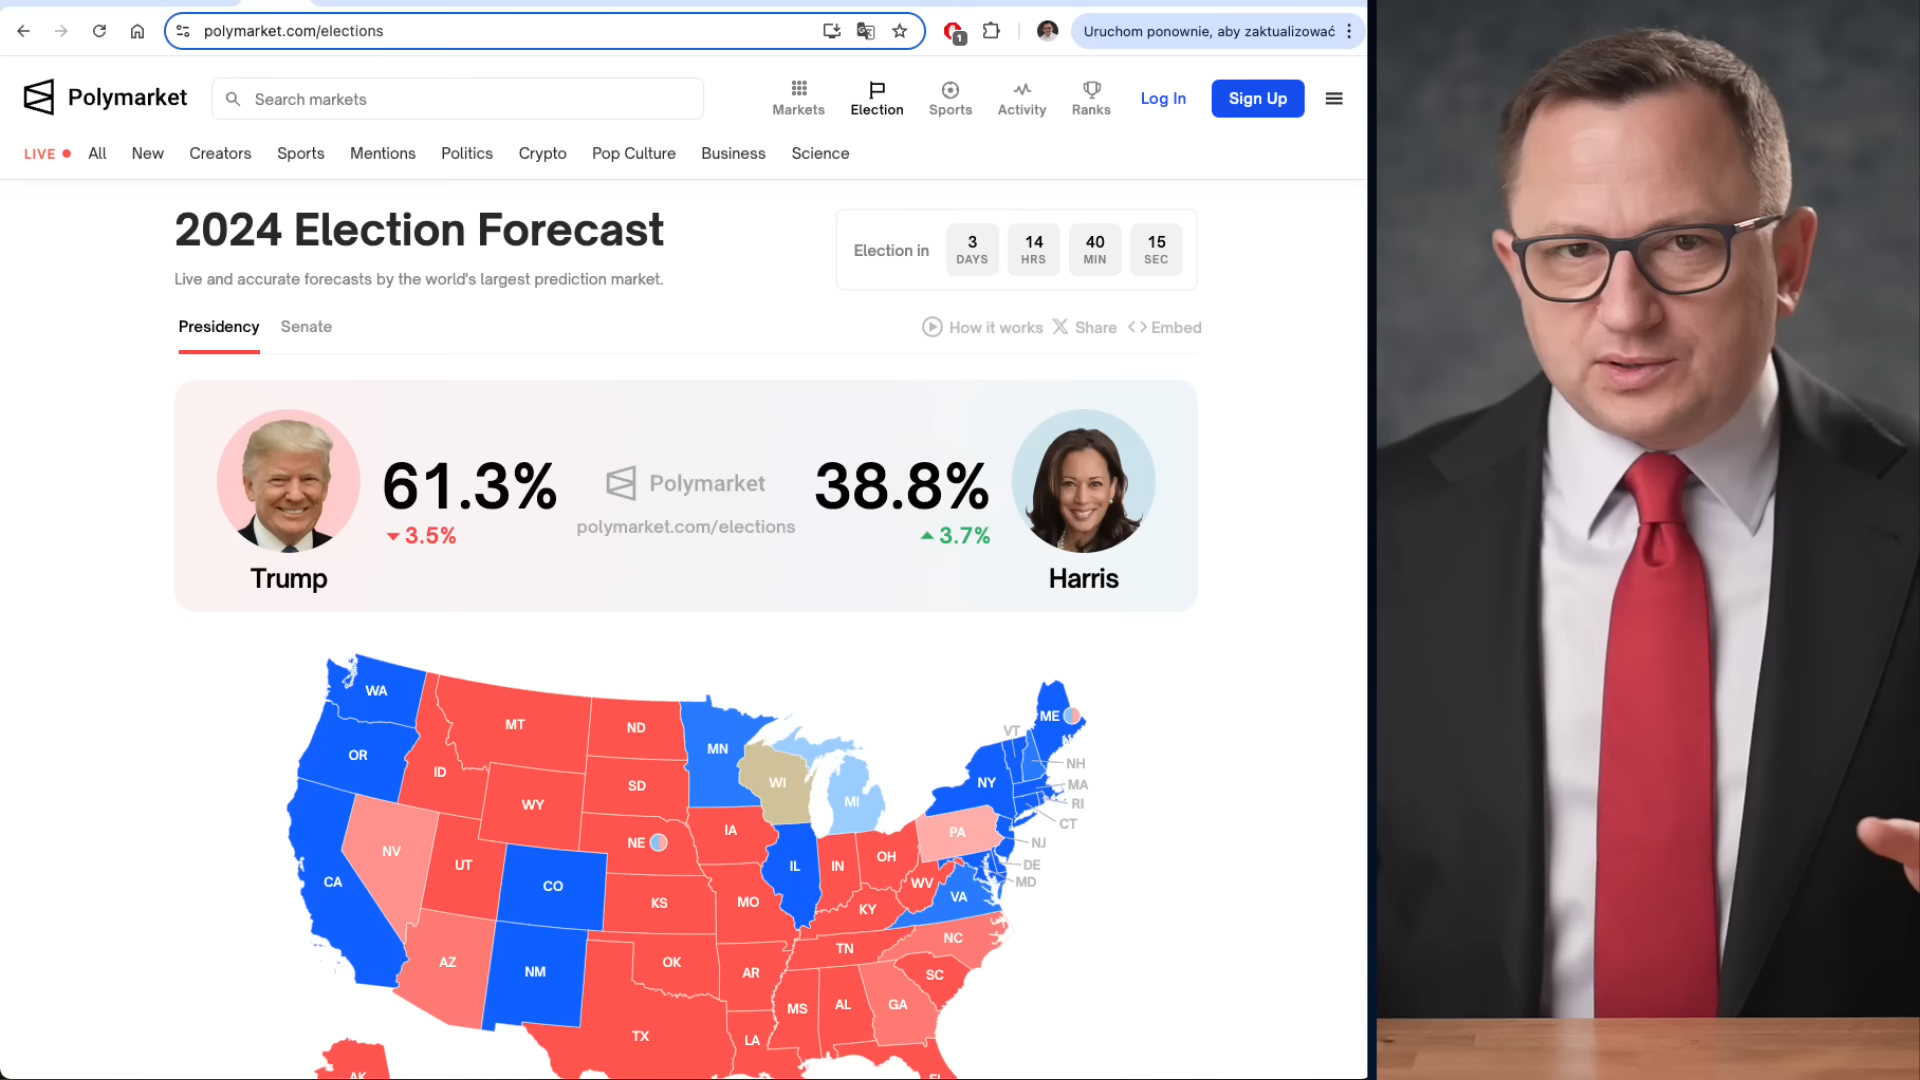 polymarket.com/elections
1
Uruchom ponownie, aby zaktualizować
Polymarket
Search markets
Markets
Election
Sports
Activity
Ranks
Log In
Sign Up
LIVE
All
New
Creators
Sports
Mentions
Politics
Crypto
Pop Culture
Business
Science
2024 Election Forecast
Live and accurate forecasts by the world's largest prediction market.
Election in
3 DAYS
14 HRS
40 MIN
15 SEC
Presidency
Senate
How it works
Share
Embed
61.3%
3.5%
Trump
Polymarket
polymarket.com/elections
38.8%
3.7%
Harris
WA
OR
CA
NV
ID
MT
WY
UT
AZ
CO
NM
ND
SD
NE
KS
OK
TX
MN
IA
MO
AR
LA
WI
IL
MI
IN
OH
KY
TN
MS
AL
GA
WV
VA
NC
SC
PA
NY
VT
ME
NH
MA
RI
CT
NJ
DE
MD
AK
FL